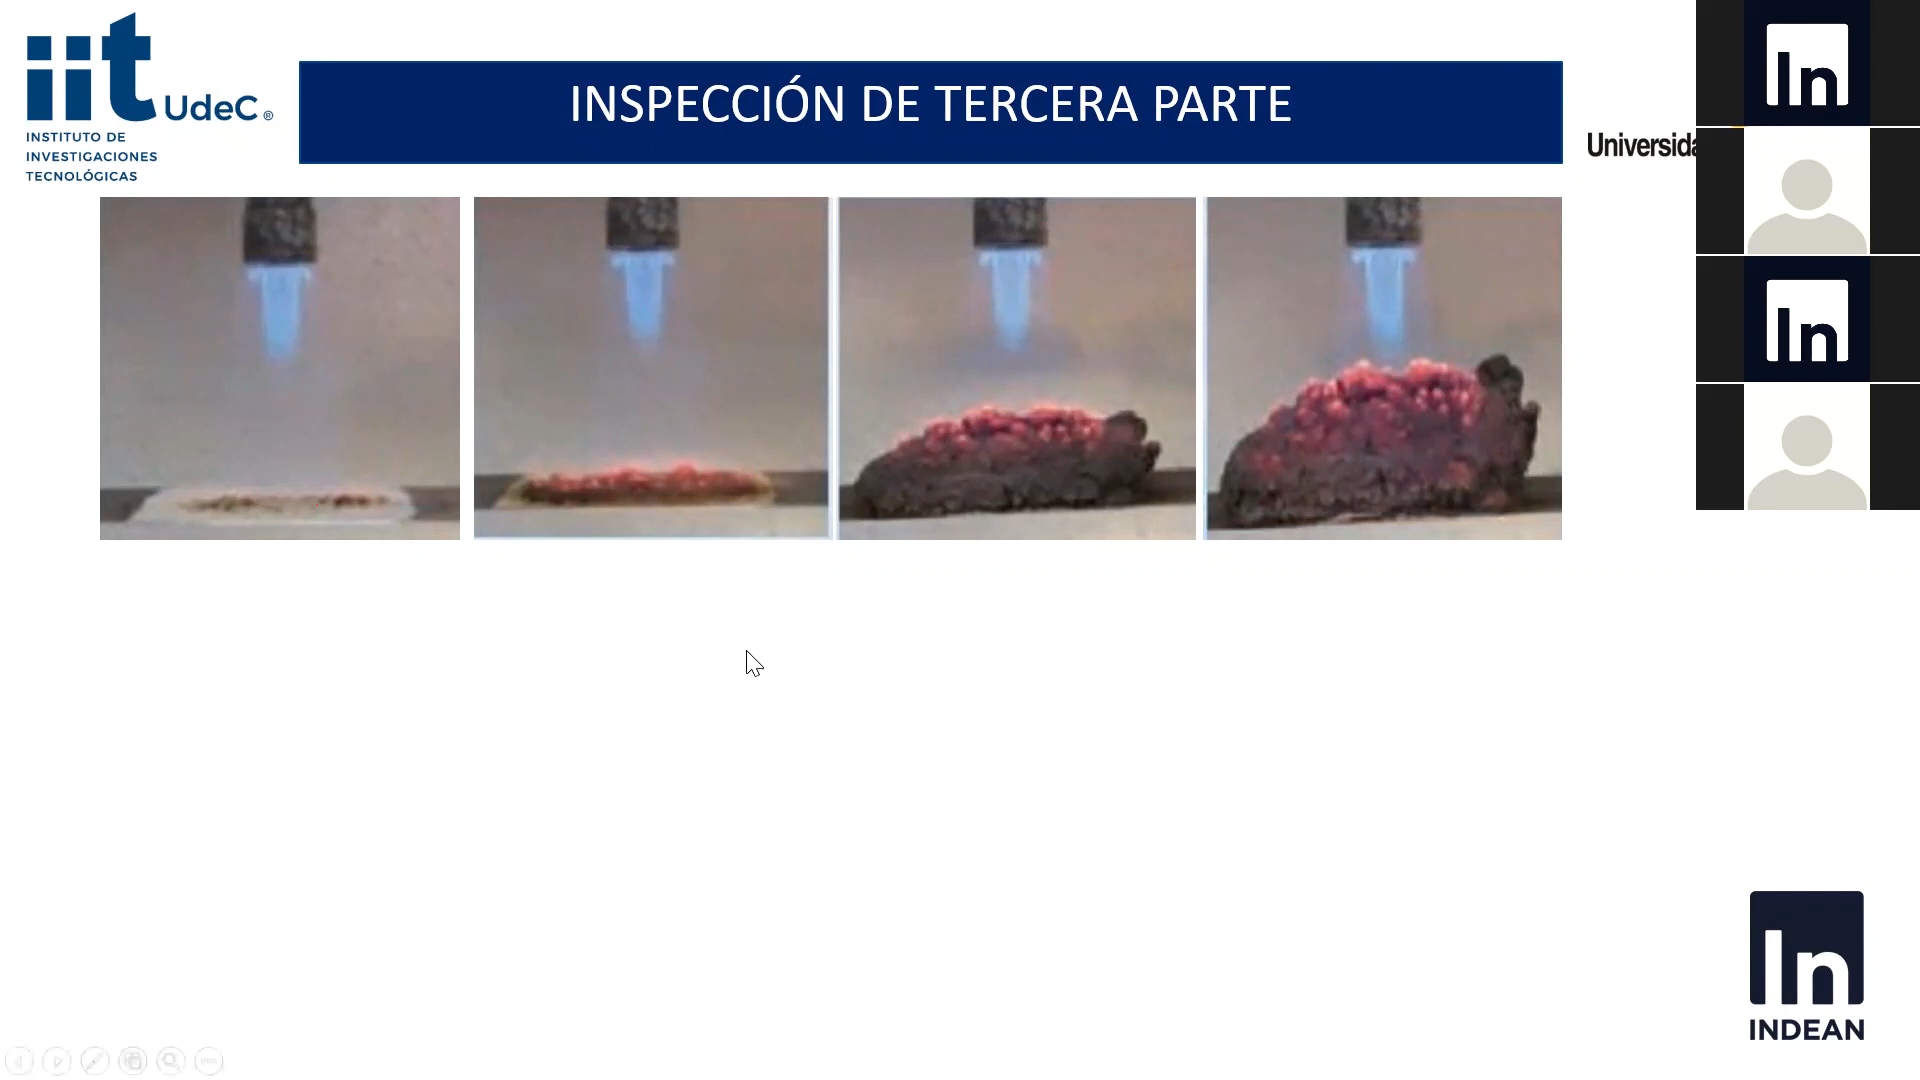 iit UdeC ®
INSTITUTO DE
INVESTIGACIONES
TECNOLÓGICAS
INSPECCIÓN DE TERCERA PARTE
Universida
In
In
In
INDEAN